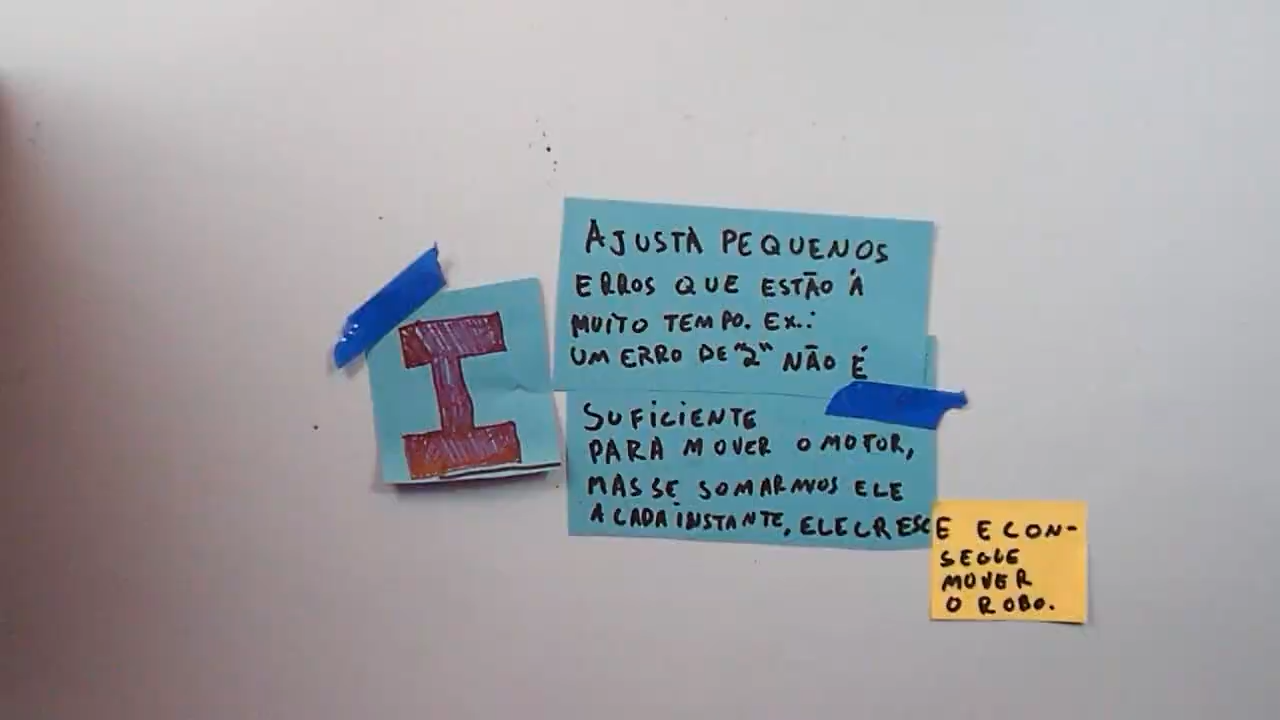 I
AJUSTA PEQUENOS
ERROS QUE ESTÃO À
MUITO TEMPO. EX.:
UM ERRO DE "2" NÃO É
SUFICIENTE
PARA MOVER O MOTOR,
MAS SE SOMARMOS ELE
A CADA INSTANTE, ELE CRESCE E CON-
SEGUE
MOVER
O ROBO.